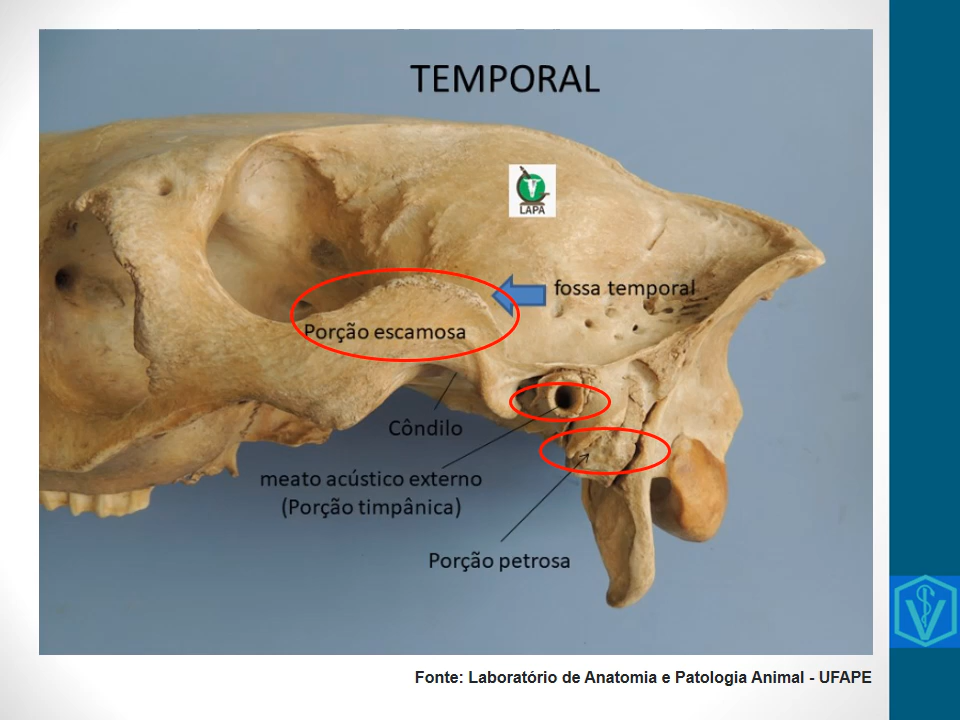 TEMPORAL
LAPA
fossa temporal
Porção escamosa
Côndilo
meato acústico externo
(Porção timpânica)
Porção petrosa
V
Fonte: Laboratório de Anatomia e Patologia Animal - UFAPE